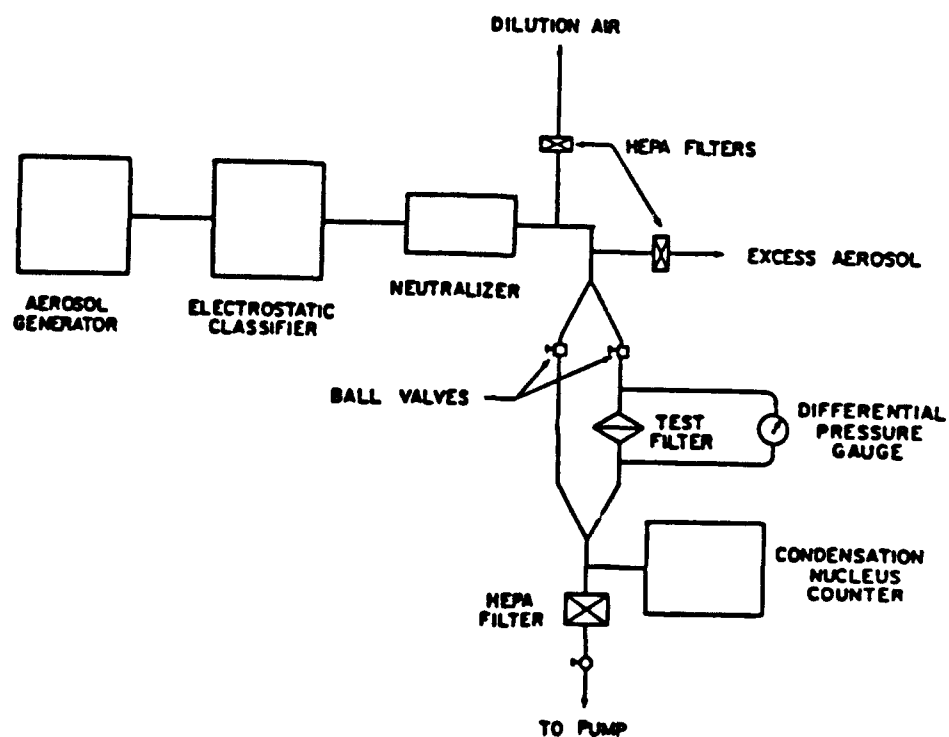 DILUTION AIR
HEPA FILTERS
EXCESS AEROSOL
NEUTRALIZER
AEROSOL
GENERATOR
ELECTROSTATIC
CLASSIFIER
BALL VALVES
TEST
FILTER
DIFFERENTIAL
PRESSURE
GAUGE
CONDENSATION
NUCLEUS
COUNTER
HEPA
FILTER
TO PUMP